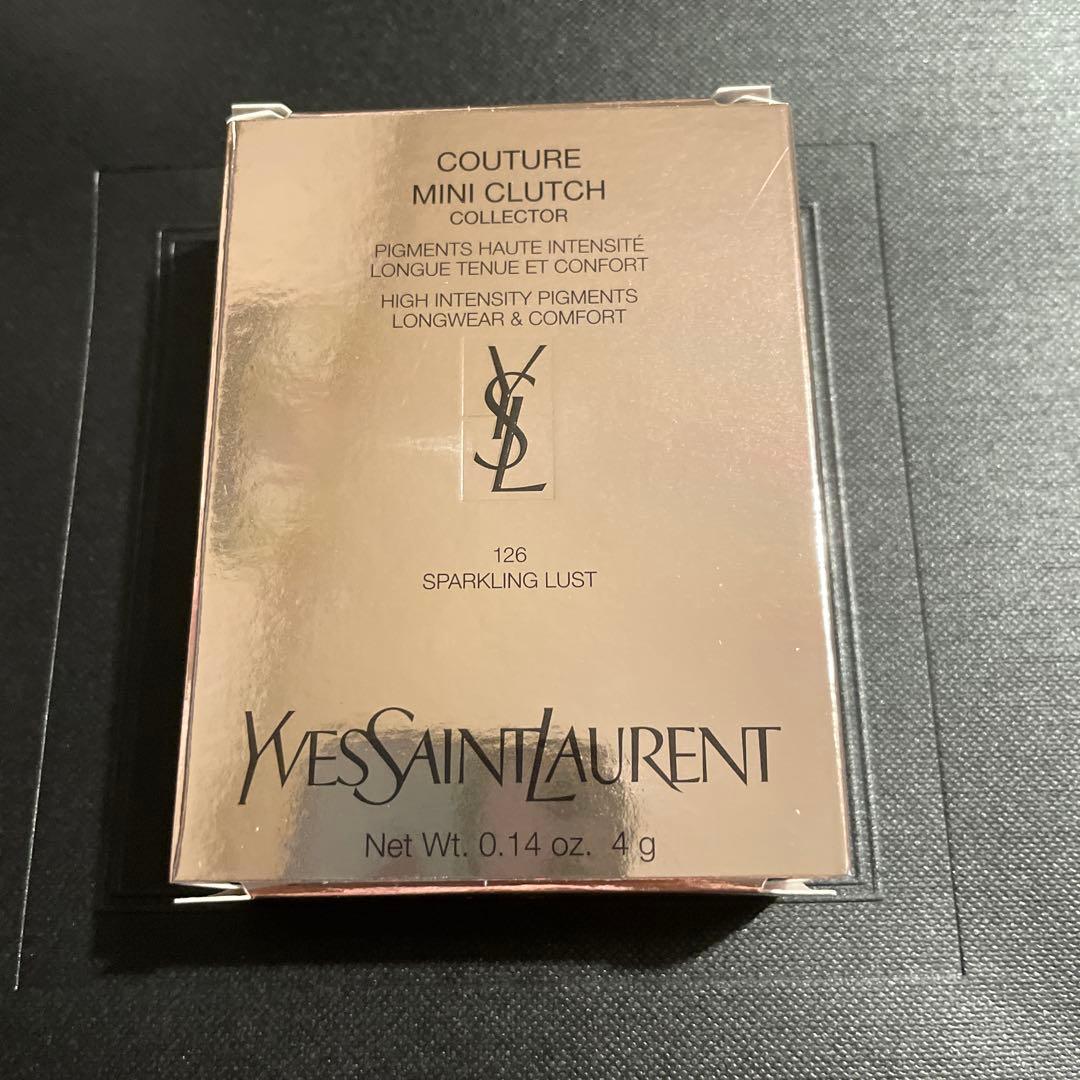 COUTURE
MINI CLUTCH
COLLECTOR
PIGMENTS HAUTE INTENSITÉ
LONGUE TENUE ET CONFORT
HIGH INTENSITY PIGMENTS
LONGWEAR & COMFORT
YSL
126
SPARKLING LUST
YVESSAINTLAURENT
Net Wt. 0.14 oz. 4 g